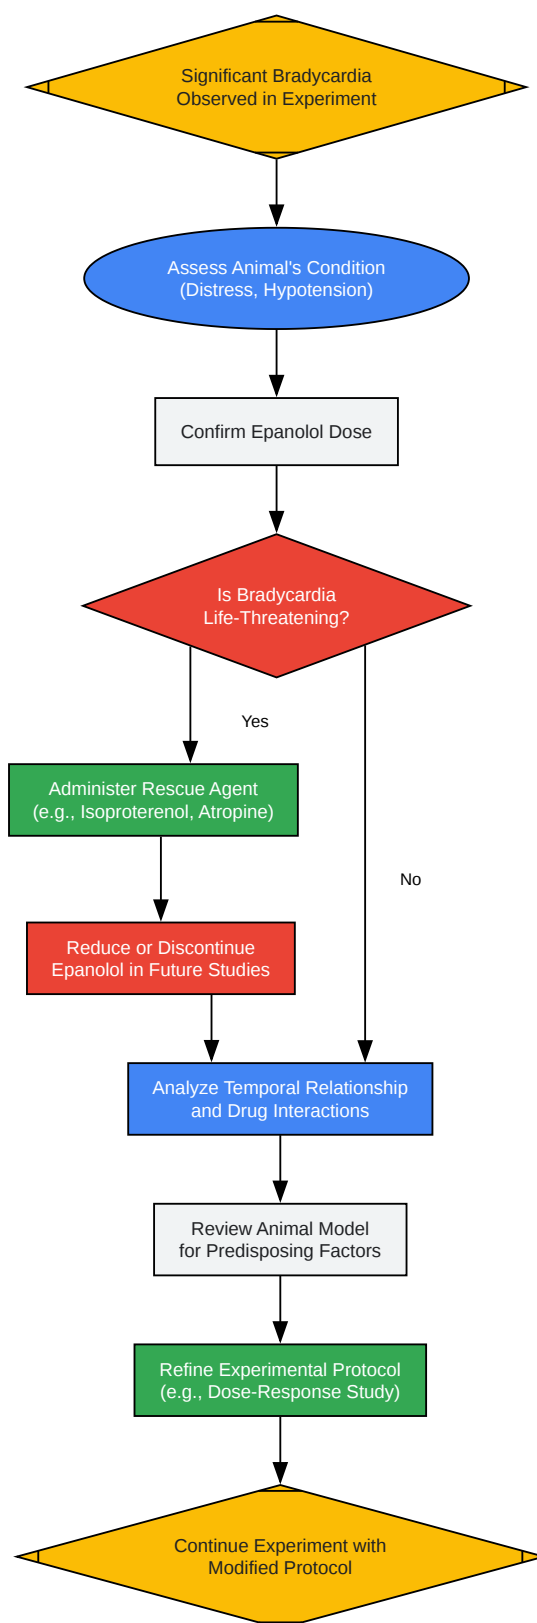 Significant Bradycardia
Observed in Experiment
Assess Animal's Condition
(Distress, Hypotension)
Confirm Epanolol Dose
Is Bradycardia
Life-Threatening?
Yes
Administer Rescue Agent
(e.g., Isoproterenol, Atropine)
No
Reduce or Discontinue
Epanolol in Future Studies
Analyze Temporal Relationship
and Drug Interactions
Review Animal Model
for Predisposing Factors
Refine Experimental Protocol
(e.g., Dose-Response Study)
Continue Experiment with
Modified Protocol